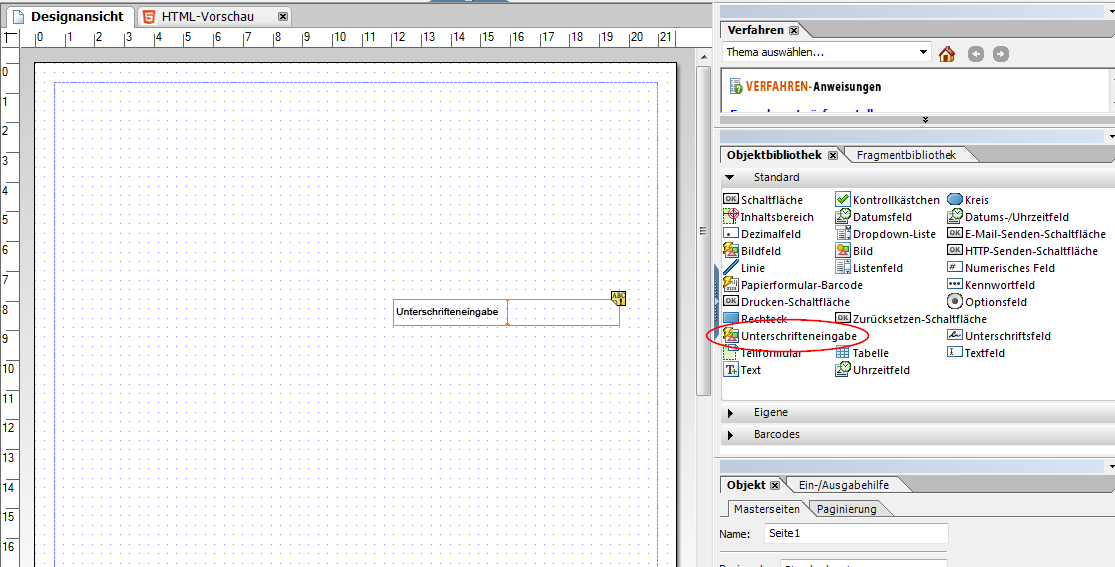 Designansicht HTML-Vorschau
0 1 2 3 4 5 6 7 8 9 10 11 12 13 14 15 16 17 18 19 20 21
0
1
2
3
4
5
6
7
8
9
10
11
12
13
14
15
16
Unterschrifteneingabe
ABC
Verfahren
Thema auswählen...
VERFAHREN-Anweisungen
Objektbibliothek Fragmentbibliothek
Standard
Schaltfläche Kontrollkästchen Kreis
Inhaltsbereich Datumsfeld Datums-/Uhrzeitfeld
Dezimalfeld Dropdown-Liste E-Mail-Senden-Schaltfläche
Bildfeld Bild HTTP-Senden-Schaltfläche
Linie Listenfeld Numerisches Feld
Papierformular-Barcode Kennwortfeld
Drucken-Schaltfläche Optionsfeld
Rechteck Zurücksetzen-Schaltfläche
Unterschrifteneingabe Unterschriftsfeld
Teilformular Tabelle Textfeld
Text Uhrzeitfeld
Eigene
Barcodes
Objekt Ein-/Ausgabehilfe
Masterseiten Paginierung
Name: Seite1